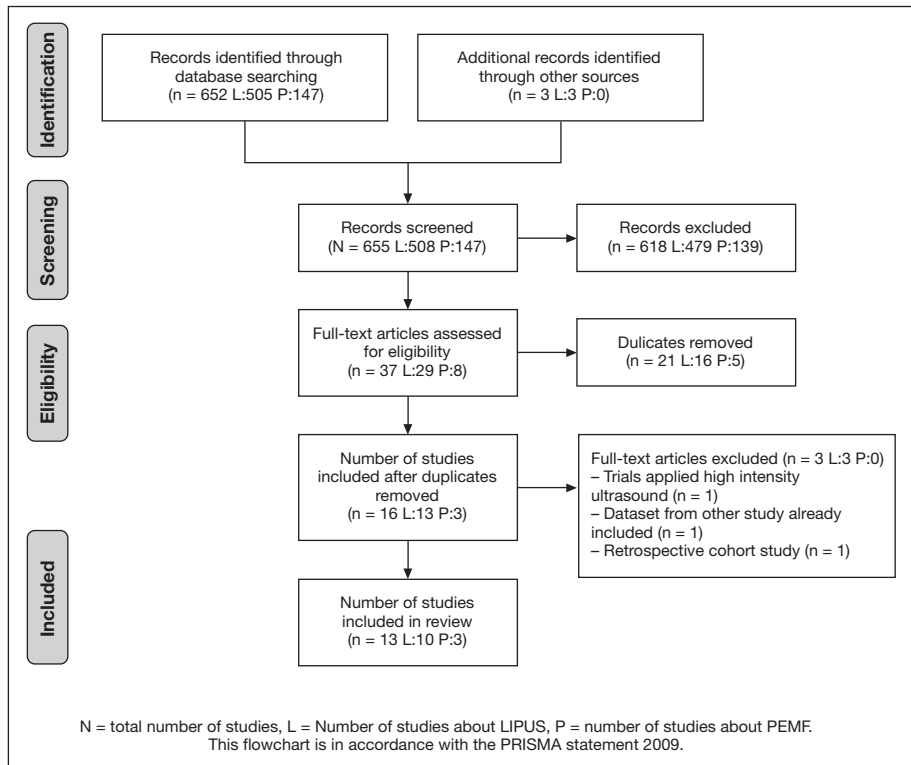 Identification
Records identified through
database searching
(n = 652 L:505 P:147)
Additional records identified
through other sources
(n = 3 L:3 P:0)
Screening
Records screened
(N = 655 L:508 P:147)
Records excluded
(n = 618 L:479 P:139)
Eligibility
Full-text articles assessed
for eligibility
(n = 37 L:29 P:8)
Dulicates removed
(n = 21 L:16 P:5)
Number of studies
included after duplicates
removed
(n = 16 L:13 P:3)
Full-text articles excluded (n = 3 L:3 P:0)
– Trials applied high intensity
ultrasound (n = 1)
– Dataset from other study already
included (n = 1)
– Retrospective cohort study (n = 1)
Included
Number of studies
included in review
(n = 13 L:10 P:3)
N = total number of studies, L = Number of studies about LIPUS, P = number of studies about PEMF.
This flowchart is in accordance with the PRISMA statement 2009.